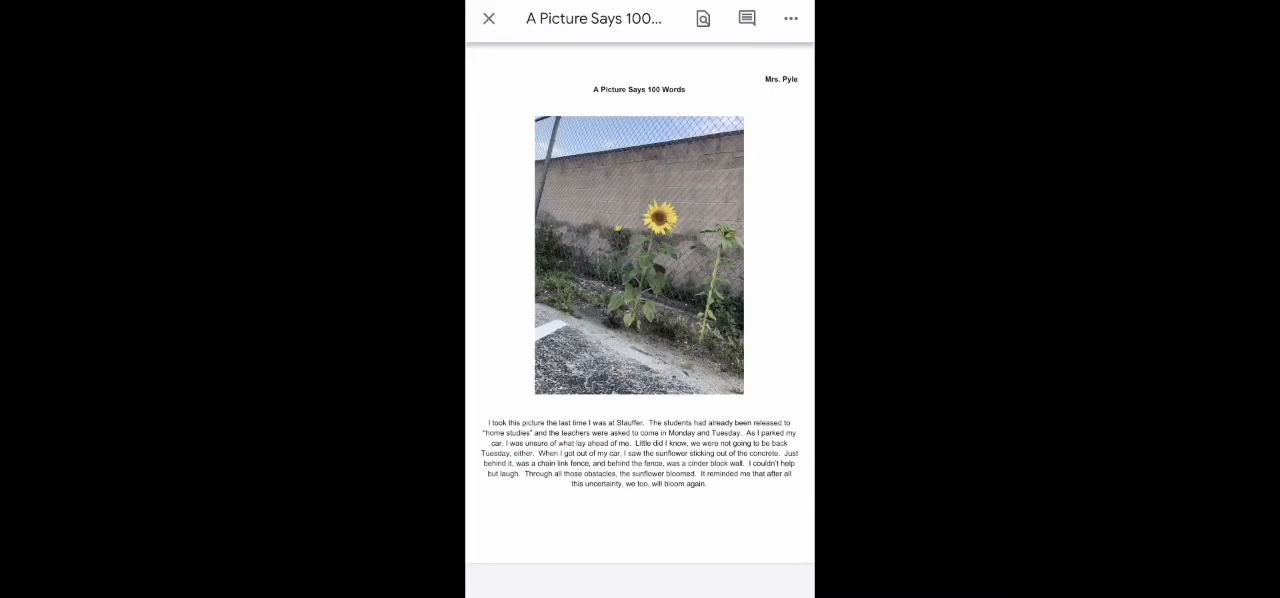 A Picture Says 100...
Mrs. Pyle
A Picture Says 100 Words
I took this picture the last time I was at Stauffer. The students had already been released to
"home studies" and the teachers were asked to come in Monday and Tuesday. As I parked my
car, I was unsure of what lay ahead of me. Little did I know, we were not going to be back
Tuesday, either. When I got out of my car, I saw the sunflower sticking out of the concrete. Just
behind it, was a chain link fence, and behind the fence, was a cinder block wall. I couldn't help
but laugh. Through all those obstacles, the sunflower bloomed. It reminded me that after all
this uncertainty, we too, will bloom again.